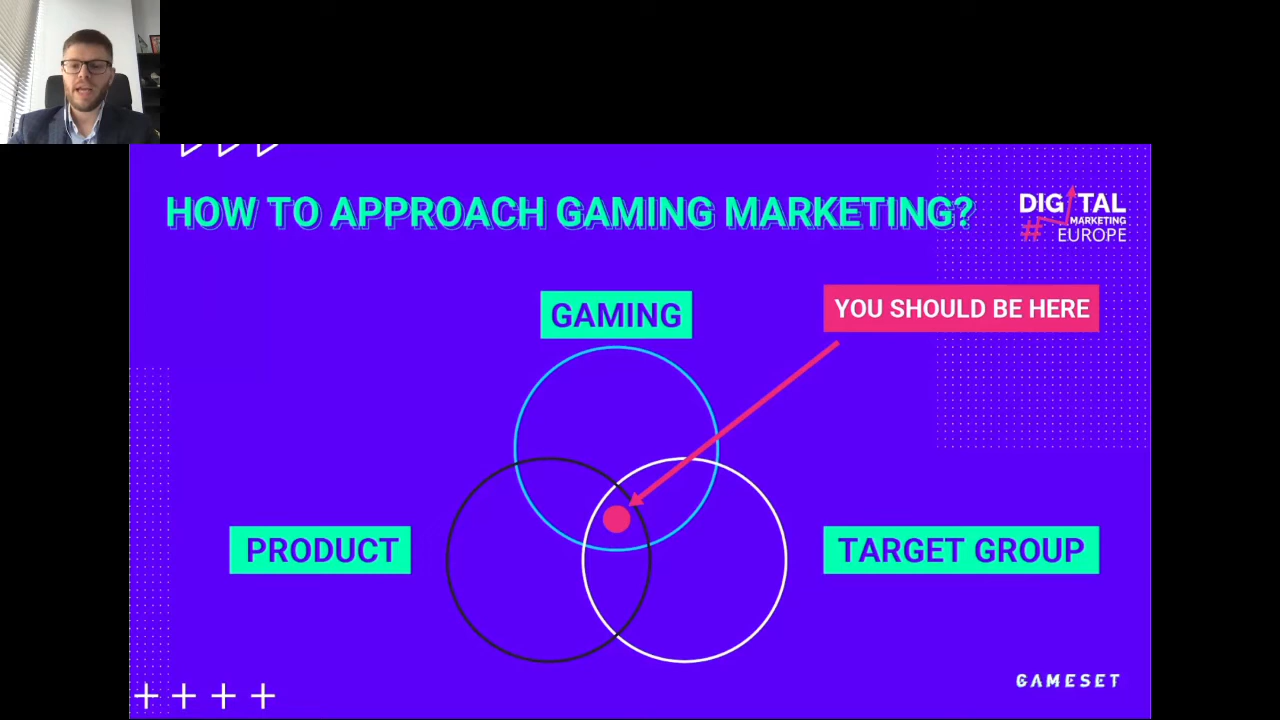 HOW TO APPROACH GAMING MARKETING?
DIGITAL
MARKETING
# EUROPE
GAMING
YOU SHOULD BE HERE
PRODUCT
TARGET GROUP
GAMESET